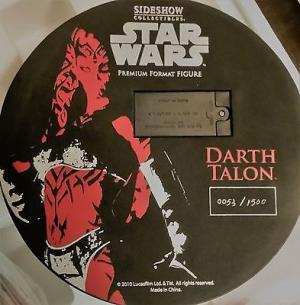 SIDESHOW
COLLECTIBLES
STAR
WARS
PREMIUM FORMAT FIGURE
DARTH
TALON
0053/1500
© 2010 Lucasfilm Ltd. & TM. All rights reserved.
Made in China.